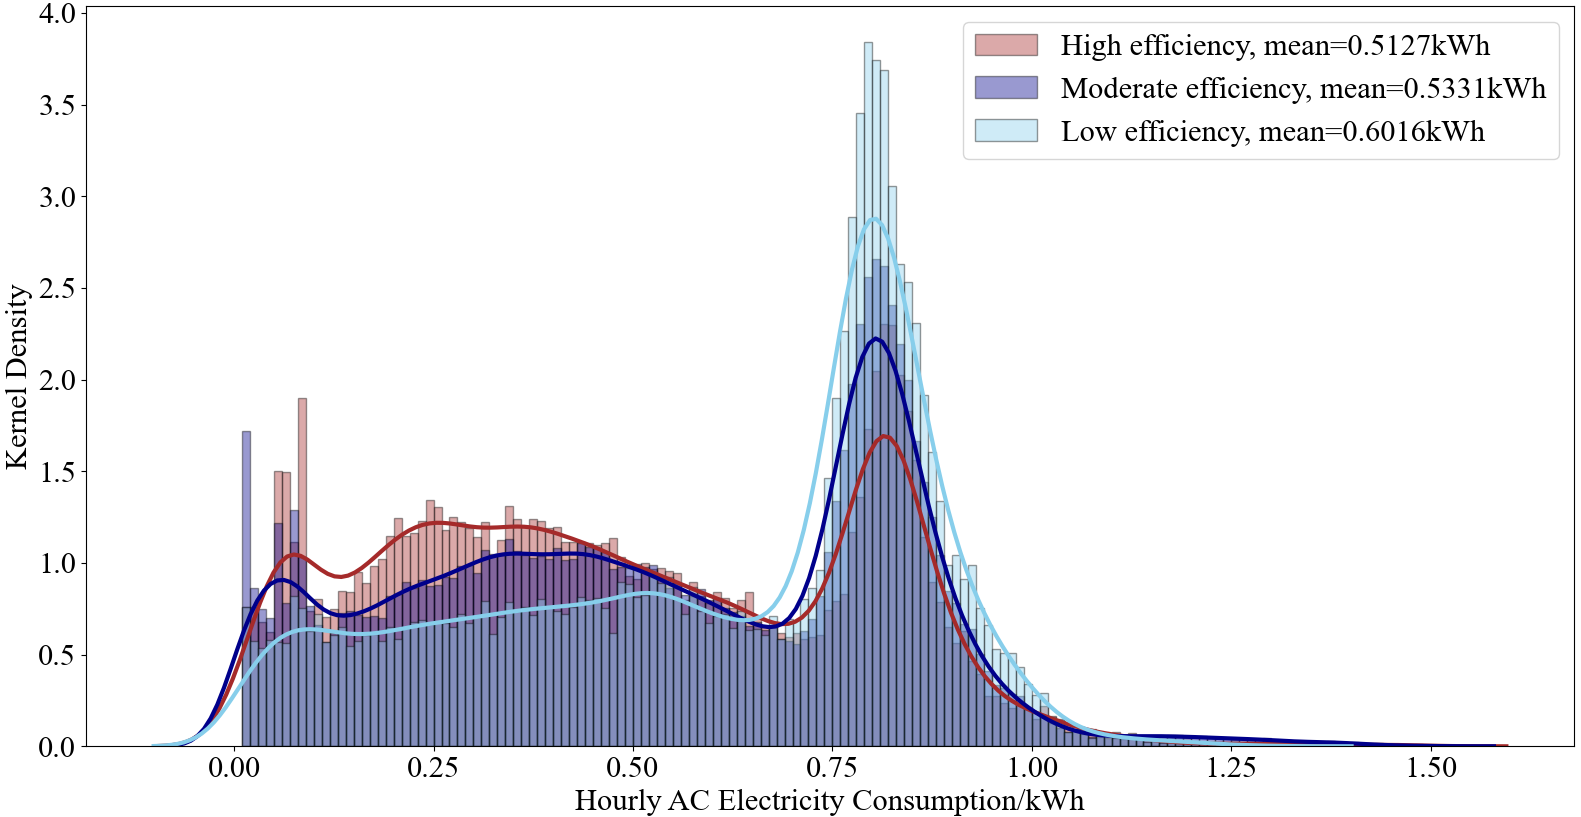 4.0
3.5
3.0
2.5
2.0
1.5
1.0
0.5
0.0
Kernel Density
High efficiency, mean=0.5127kWh
Moderate efficiency, mean=0.5331kWh
Low efficiency, mean=0.6016kWh
0.00 0.25 0.50 0.75 1.00 1.25 1.50
Hourly AC Electricity Consumption/kWh